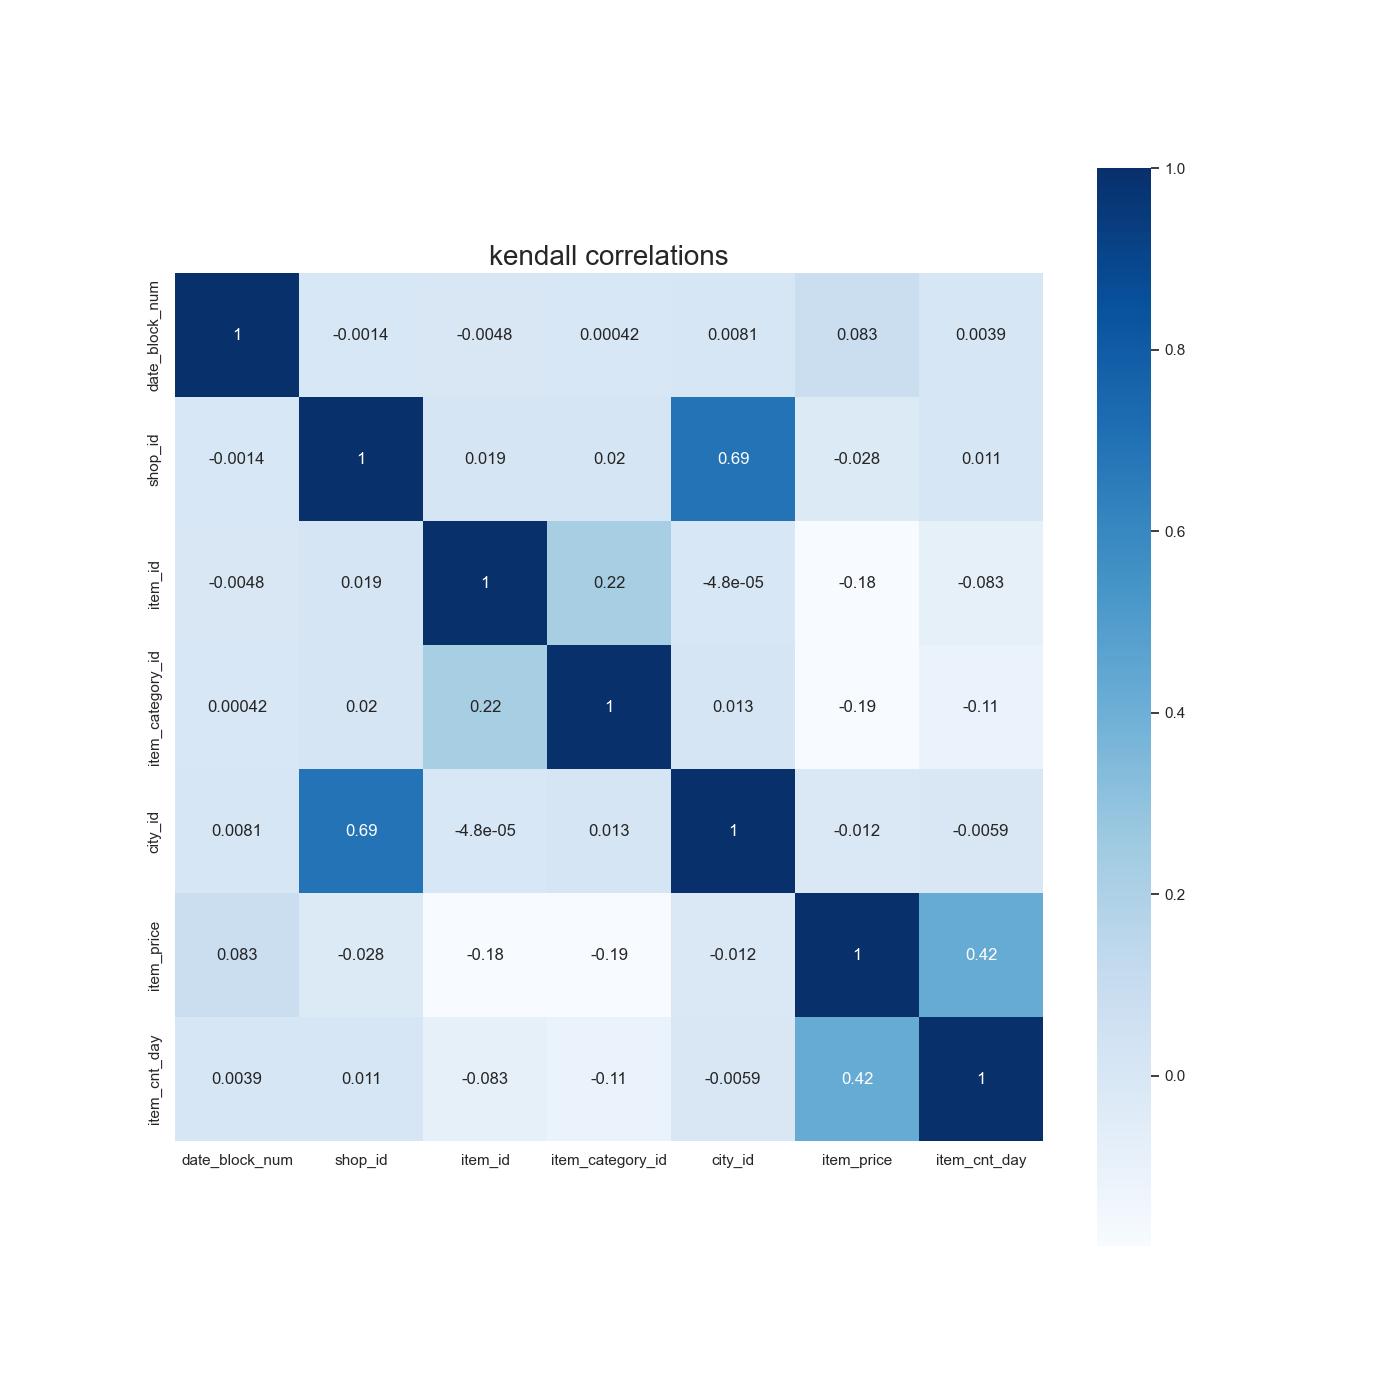 kendall correlations
date_block_num 1 -0.0014 -0.0048 0.00042 0.0081 0.083 0.0039
shop_id -0.0014 1 0.019 0.02 0.69 -0.028 0.011
item_id -0.0048 0.019 1 0.22 -4.8e-05 -0.18 -0.083
item_category_id 0.00042 0.02 0.22 1 0.013 -0.19 -0.11
city_id 0.0081 0.69 -4.8e-05 0.013 1 -0.012 -0.0059
item_price 0.083 -0.028 -0.18 -0.19 -0.012 1 0.42
item_cnt_day 0.0039 0.011 -0.083 -0.11 -0.0059 0.42 1
date_block_num shop_id item_id item_category_id city_id item_price item_cnt_day
1.0
0.8
0.6
0.4
0.2
0.0